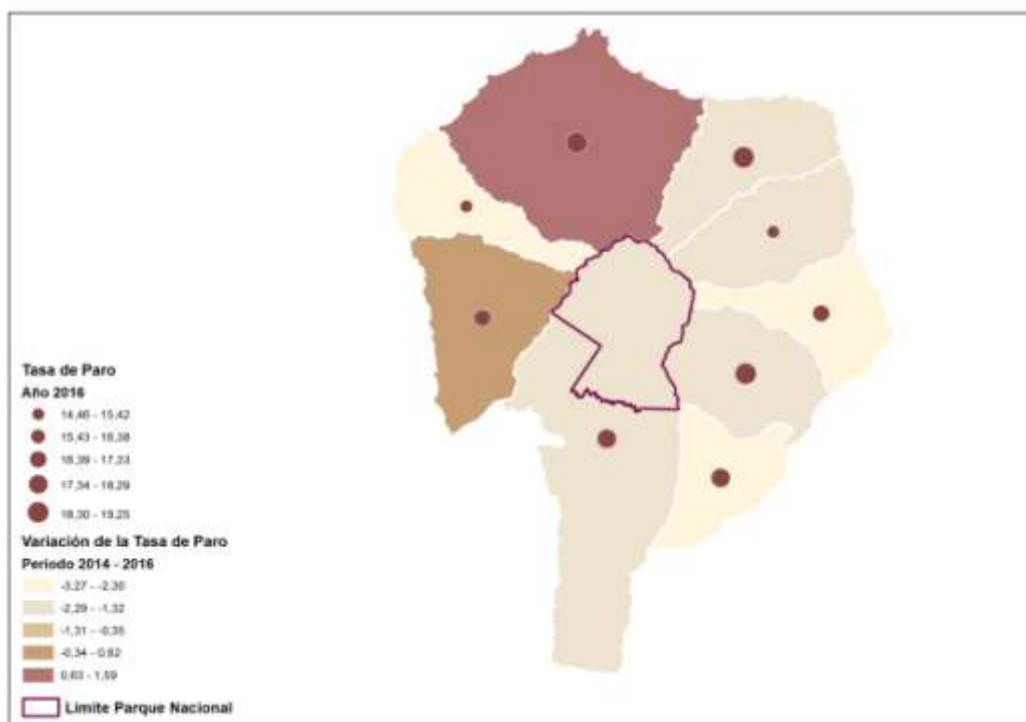 Tasa de Paro
Año 2016
14,46 - 15,42
15,43 - 16,38
16,39 - 17,33
17,34 - 18,29
18,30 - 19,25
Variación de la Tasa de Paro
Periodo 2014 - 2016
-3,27 - -2,30
-2,29 - -1,32
-1,31 - -0,35
-0,34 - 0,62
0,63 - 1,59
Limite Parque Nacional